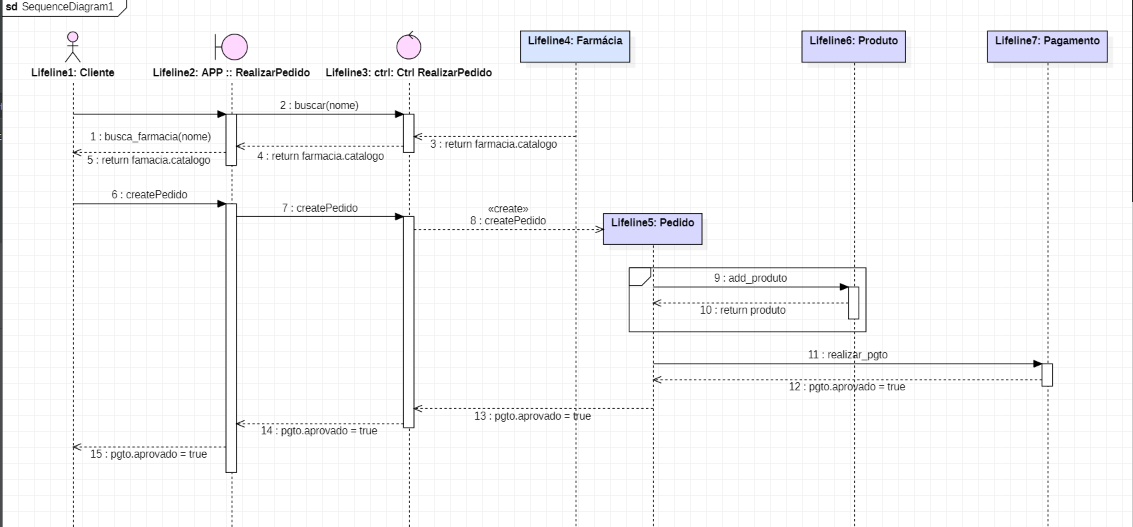 sd SequenceDiagram1
Lifeline4: Farmácia
Lifeline6: Produto
Lifeline7: Pagamento
Lifeline1: Cliente
Lifeline2: APP :: RealizarPedido
Lifeline3: ctrl: Ctrl RealizarPedido
2 : buscar(nome)
1 : busca_farmacia(nome)
3 : return farmacia.catalogo
4 : return farmacia.catalogo
5 : return famacia.catalogo
6 : createPedido
7 : createPedido
«create»
8 : createPedido
Lifeline5: Pedido
9 : add_produto
10 : return produto
11 : realizar_pgto
12 : pgto.aprovado = true
13 : pgto.aprovado = true
14 : pgto.aprovado = true
15 : pgto.aprovado = true